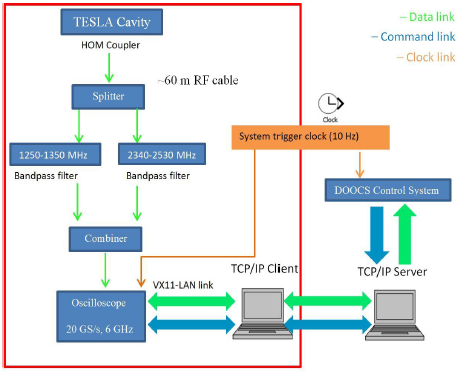 TESLA Cavity
HOM Coupler
– Data link
– Command link
– Clock link
~60 m RF cable
Splitter
Clock
System trigger clock (10 Hz)
1250-1350 MHz
2340-2530 MHz
Bandpass filter
Bandpass filter
DOOCS Control System
Combiner
TCP/IP Client
TCP/IP Server
VX11-LAN link
Oscilloscope
20 GS/s, 6 GHz